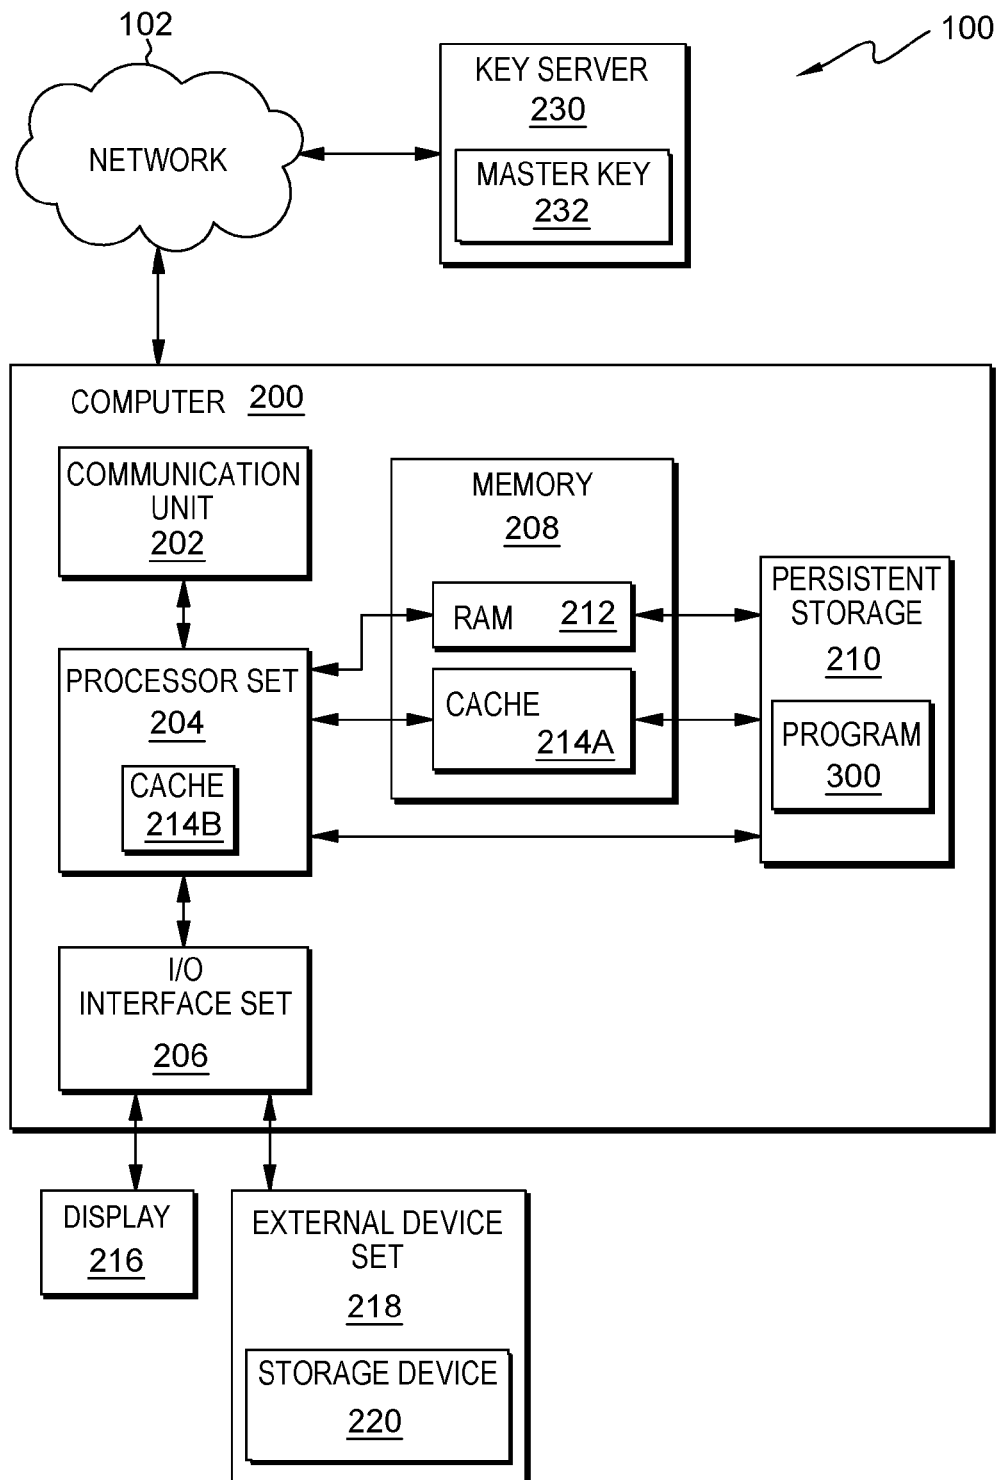 102
100
NETWORK
KEY SERVER
230
MASTER KEY
232
COMPUTER 200
COMMUNICATION
UNIT
202
MEMORY
208
RAM 212
CACHE
214A
PERSISTENT
STORAGE
210
PROGRAM
300
PROCESSOR SET
204
CACHE
214B
I/O
INTERFACE SET
206
DISPLAY
216
EXTERNAL DEVICE
SET
218
STORAGE DEVICE
220